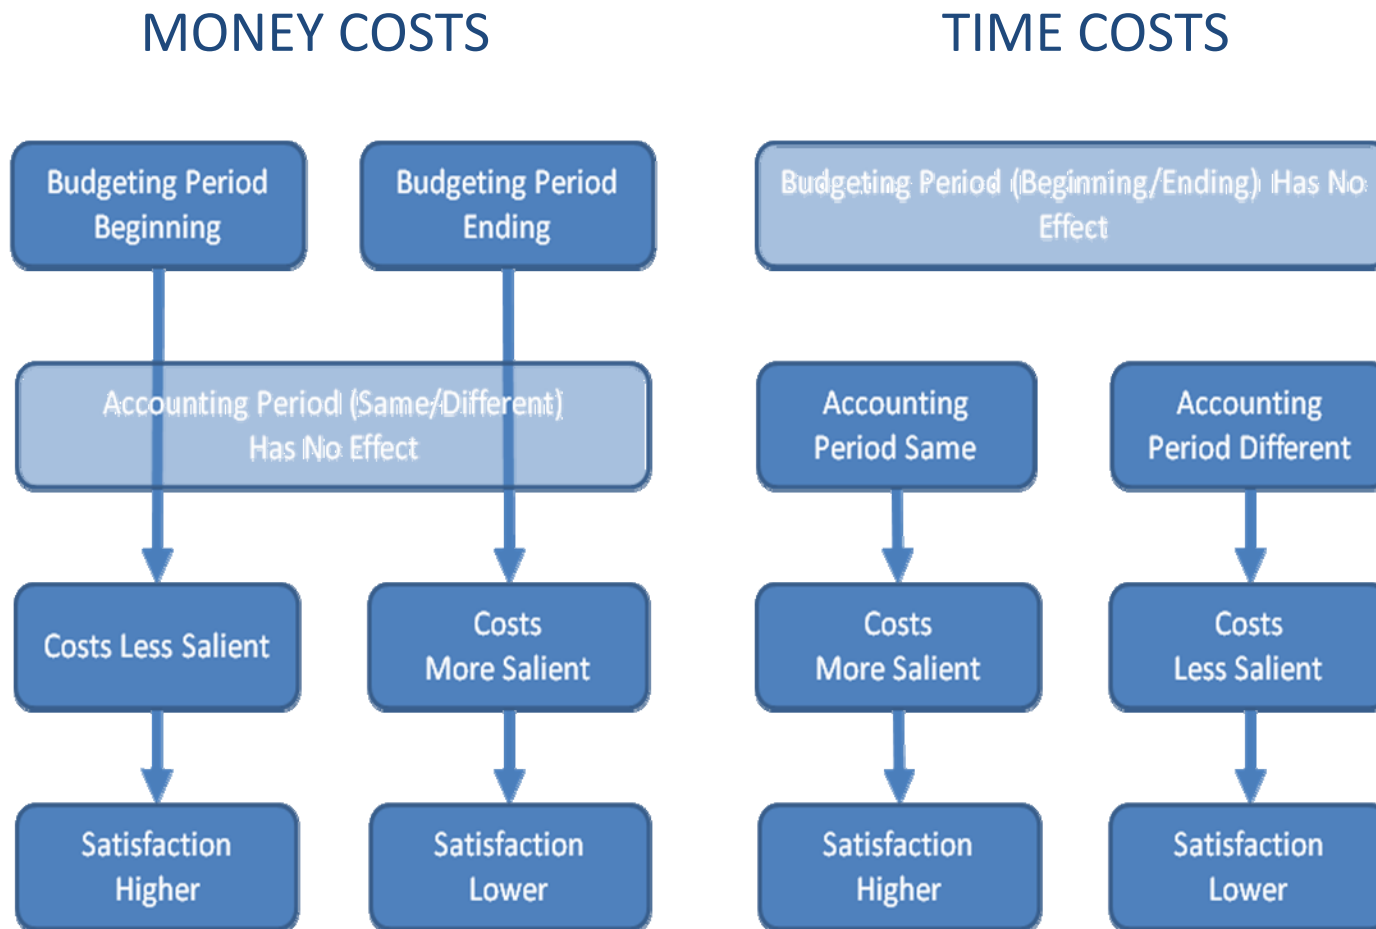 MONEY COSTS
TIME COSTS
Budgeting Period
Beginning
Budgeting Period
Ending
Budgeting Period (Beginning/Ending) Has No
Effect
Accounting Period (Same/Different)
Has No Effect
Accounting
Period Same
Accounting
Period Different
Costs Less Salient
Costs
More Salient
Costs
More Salient
Costs
Less Salient
Satisfaction
Higher
Satisfaction
Lower
Satisfaction
Higher
Satisfaction
Lower